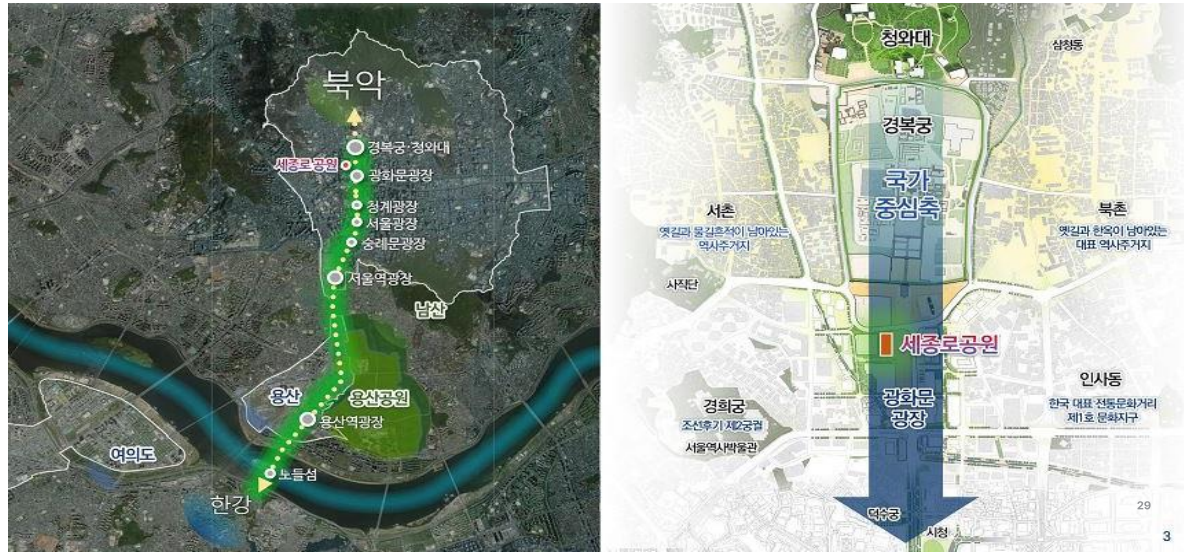 북악
경복궁·청와대
세종로공원
광화문광장
청계광장
서울광장
숭례문광장
서울역광장
남산
용산
용산공원
용산역광장
여의도
노들섬
한강
청와대
삼청동
경복궁
국가
중심축
서촌
옛길과 물길흔적이 남아있는
역사주거지
북촌
옛길과 한옥이 남아있는
대표 역사주거지
사직단
세종로공원
인사동
한국 대표 전통문화거리
제1호 문화지구
경희궁
조선후기 제2궁궐
서울역사박물관
광화문
광장
덕수궁
시청
29
3